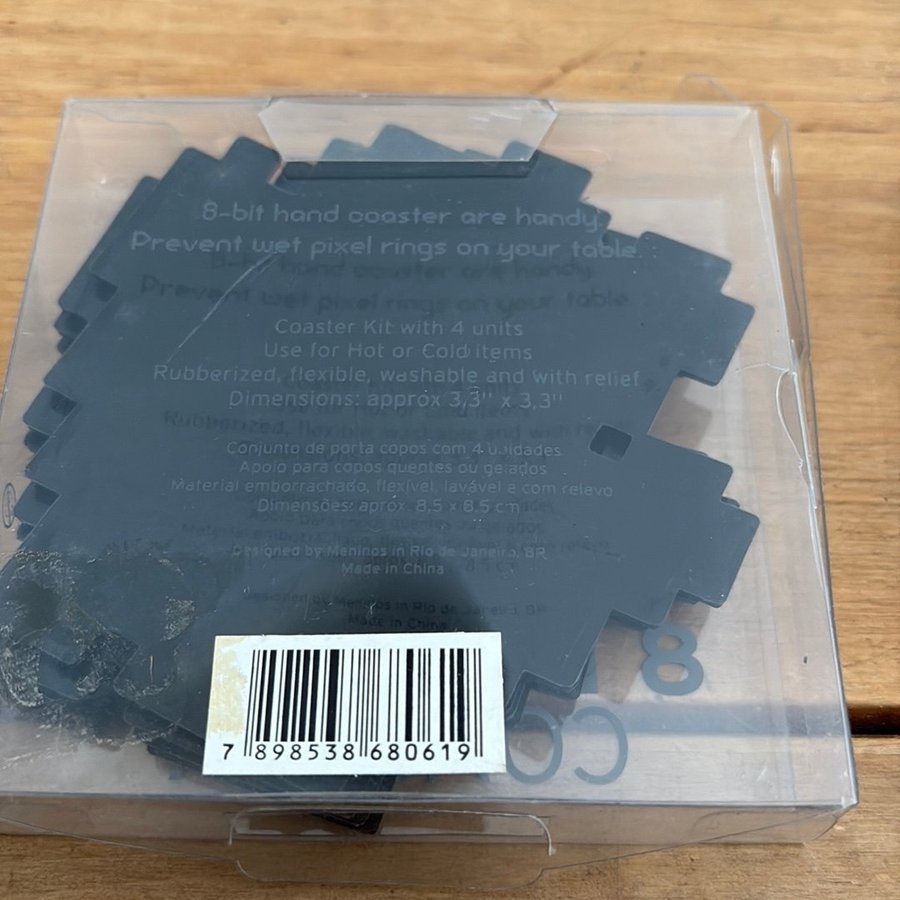 8-bit hand coaster are handy.
Prevent wet pixel rings on your table.
Coaster Kit with 4 units
Use for Hot or Cold items
Rubberized, flexible, washable and with relief
Dimensions: approx 3,3" x 3,3"
Conjunto de porta copos com 4 unidades
Apoio para copos quentes ou gelados
Material emborrachado, flexível, lavável e com relevo
Dimensões: aprox 8,5 x 8,5 cm
Designed by Meninos in Rio de Janeiro, BR
Made in China
8
CO
7 898538 680619